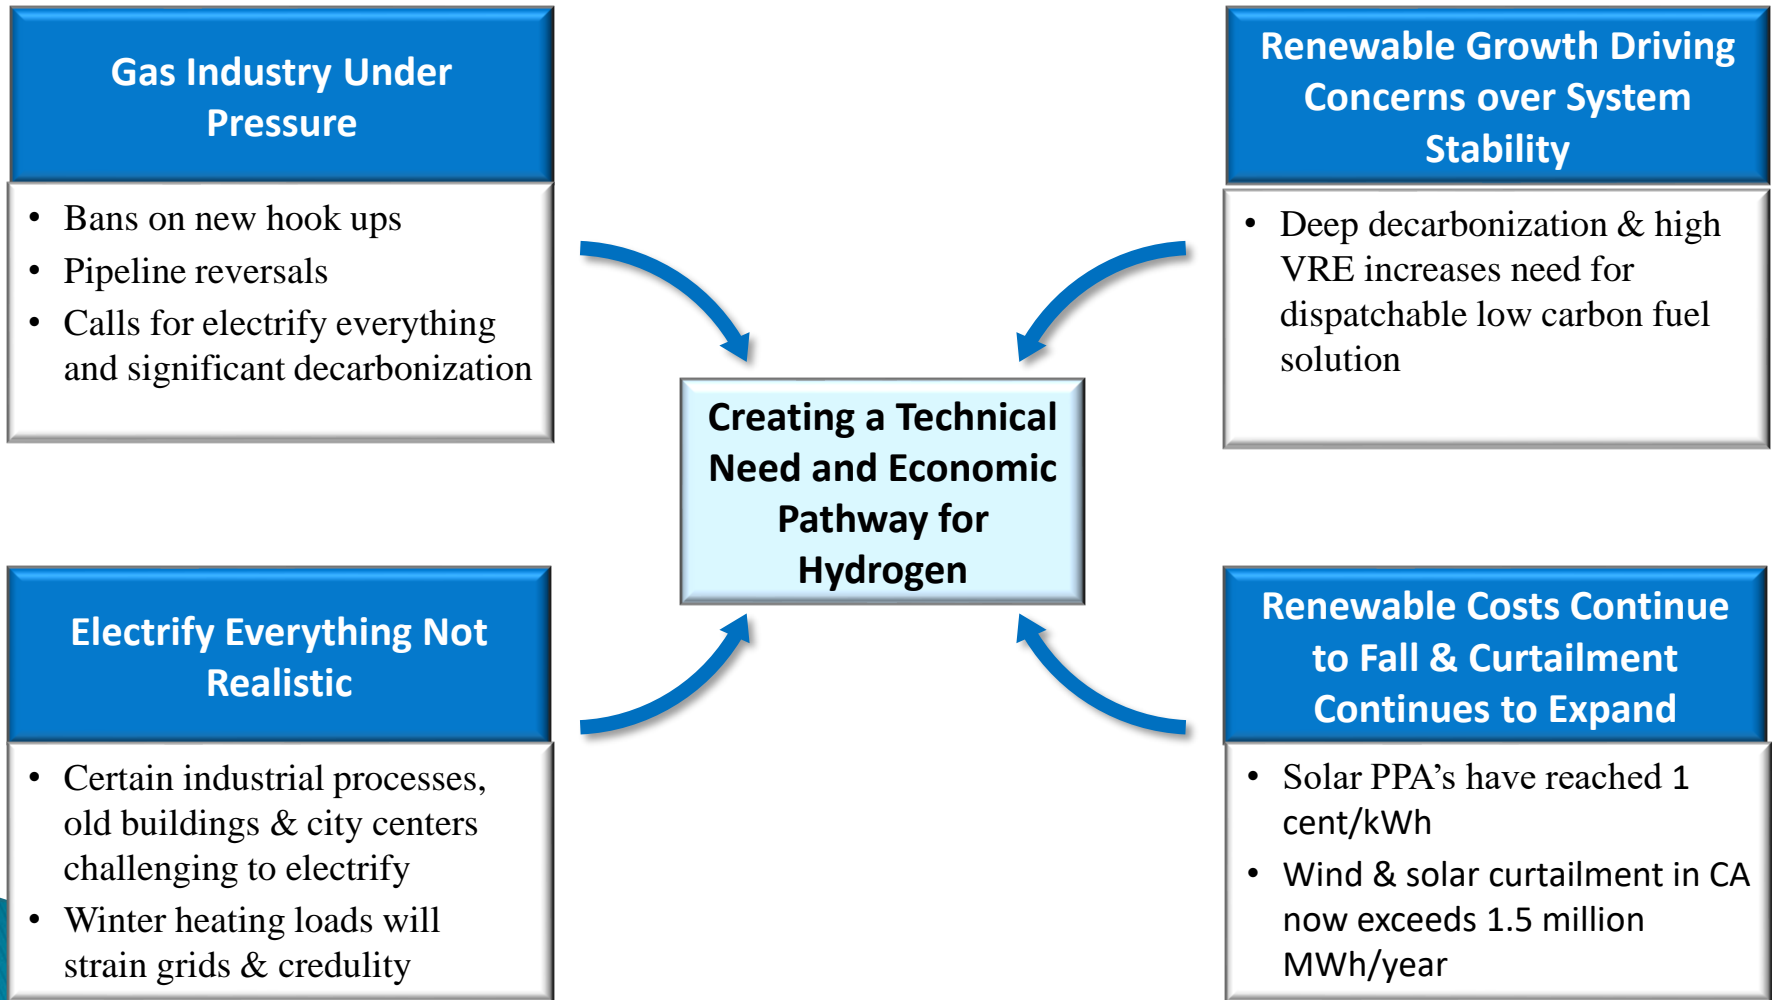 Gas Industry Under
Pressure
• Bans on new hook ups
• Pipeline reversals
• Calls for electrify everything
and significant decarbonization
Renewable Growth Driving
Concerns over System
Stability
• Deep decarbonization & high
VRE increases need for
dispatchable low carbon fuel
solution
Creating a Technical
Need and Economic
Pathway for
Hydrogen
Electrify Everything Not
Realistic
• Certain industrial processes,
old buildings & city centers
challenging to electrify
• Winter heating loads will
strain grids & credulity
Renewable Costs Continue
to Fall & Curtailment
Continues to Expand
• Solar PPA’s have reached 1
cent/kWh
• Wind & solar curtailment in CA
now exceeds 1.5 million
MWh/year